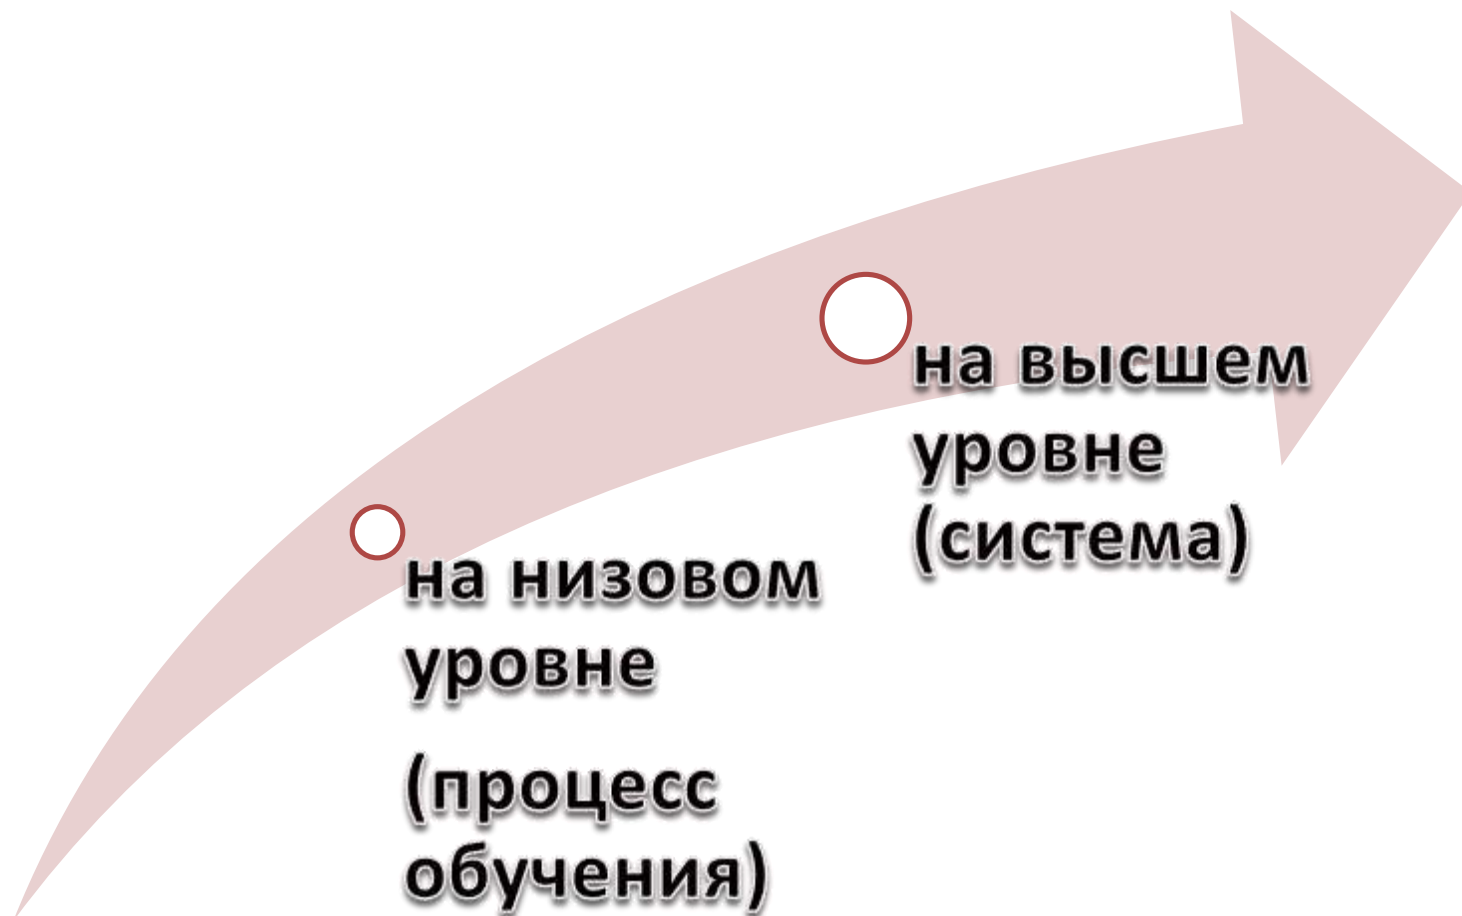 на высшем
уровне
(система)
на низовом
уровне
(процесс
обучения)